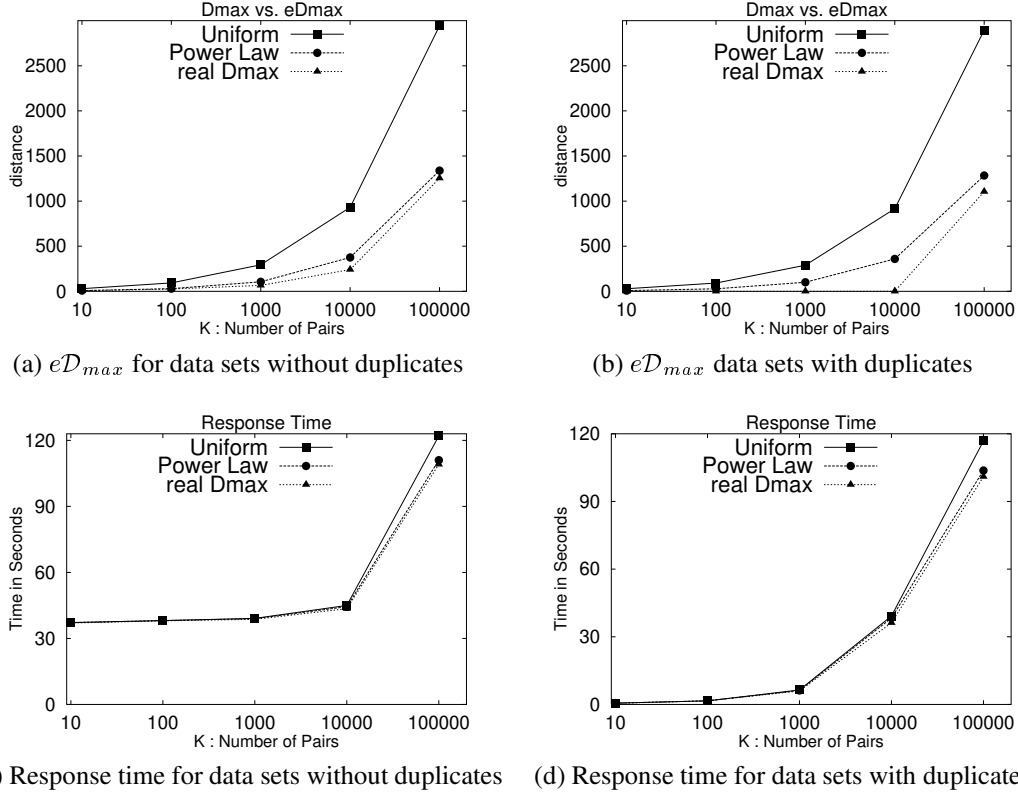 Dmax vs. eDmax
Uniform
Power Law
real Dmax
distance
2500
2000
1500
1000
500
0
10 100 1000 10000 100000
K : Number of Pairs
(a) eD_max for data sets without duplicates
Dmax vs. eDmax
Uniform
Power Law
real Dmax
distance
2500
2000
1500
1000
500
0
10 100 1000 10000 100000
K : Number of Pairs
(b) eD_max data sets with duplicates
Response Time
Uniform
Power Law
real Dmax
Time in Seconds
120
90
60
30
0
10 100 1000 10000 100000
K : Number of Pairs
) Response time for data sets without duplicates
Response Time
Uniform
Power Law
real Dmax
Time in Seconds
120
90
60
30
0
10 100 1000 10000 100000
K : Number of Pairs
(d) Response time for data sets with duplicate